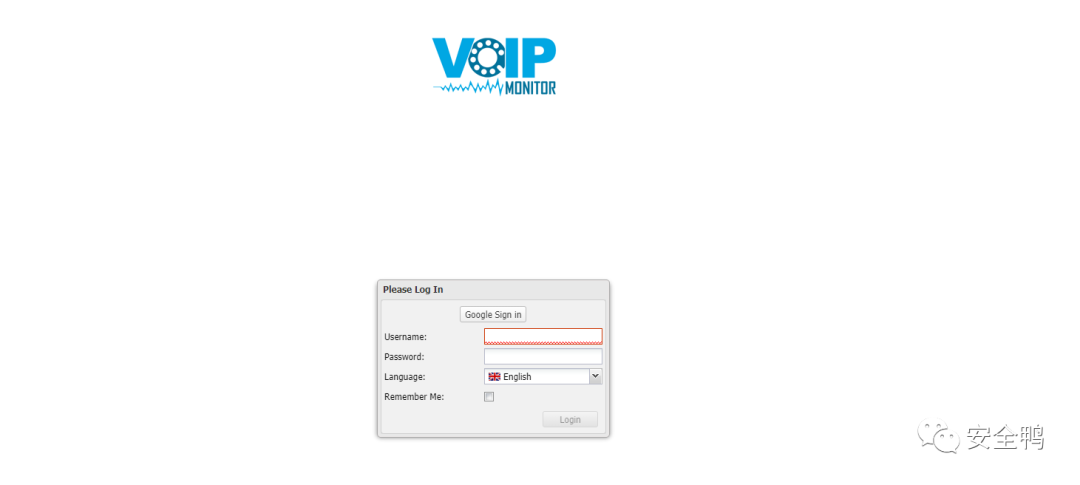 VOIP
MONITOR
Please Log In
Google Sign in
Username:
Password:
Language: English
Remember Me:
Login
安全鸭